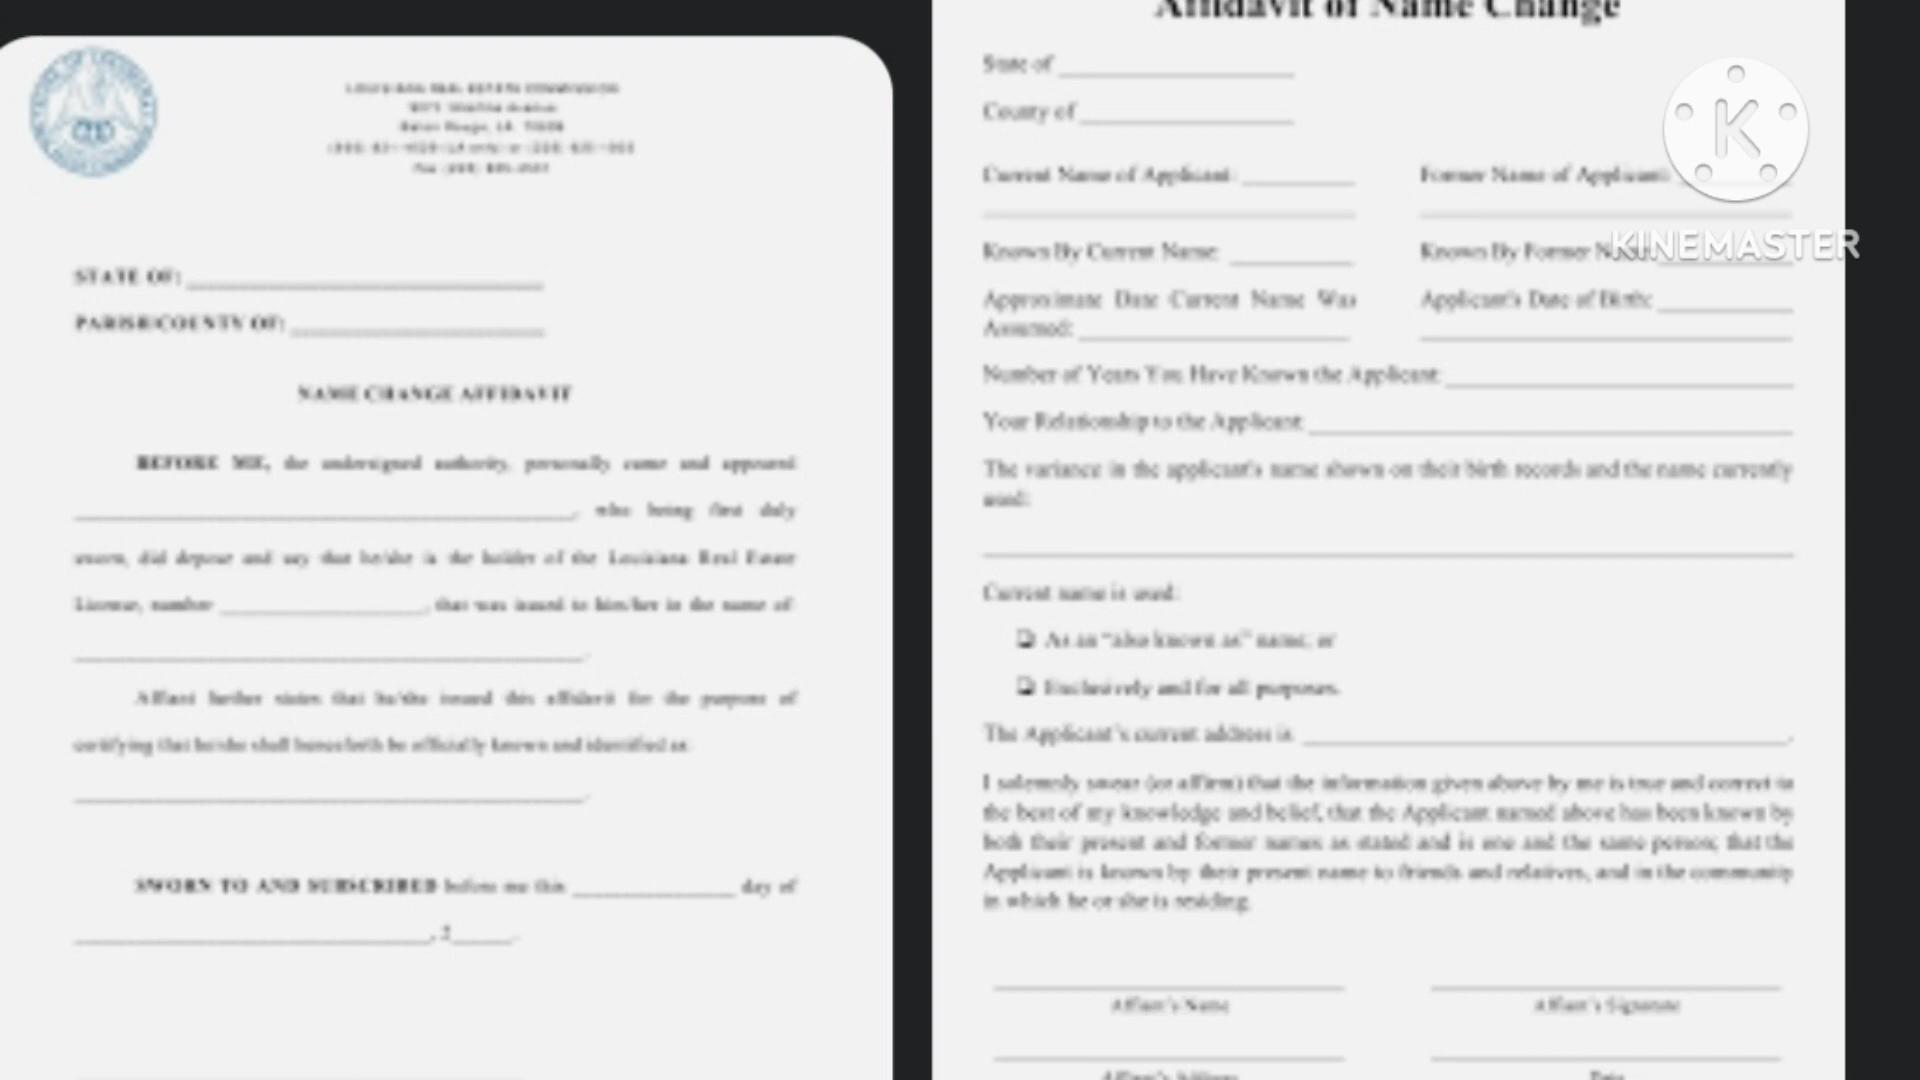 LOUISIANA REAL ESTATE COMMISSION
Baton Rouge, LA
STATE OF:
PARISH/COUNTY OF:
NAME CHANGE AFFIDAVIT
BEFORE ME, the undersigned authority, personally came and appeared
, who being first duly
sworn, did depose and say that he/she is the holder of the Louisiana Real Estate
License, number , that was issued to him/her in the name of:
Affiant further states that he/she issued this affidavit for the purpose of
certifying that he/she shall henceforth be officially known and identified as:
SWORN TO AND SUBSCRIBED before me this day of
, 2 .
Affidavit of Name Change
State of
County of
Current Name of Applicant:
Former Name of Applicant:
Known By Current Name:
Known By Former
Approximate Date Current Name Was
Assumed:
Applicant's Date of Birth:
Number of Years You Have Known the Applicant:
Your Relationship to the Applicant:
The variance in the applicant's name shown on their birth records and the name currently
used:
Current name is used:
❏ As an "also known as" name; or
❏ Exclusively and for all purposes.
The Applicant's current address is .
I solemnly swear (or affirm) that the information given above by me is true and correct to
the best of my knowledge and belief, that the Applicant named above has been known by
both their present and former names as stated and is one and the same person; that the
Applicant is known by their present name to friends and relatives, and in the community
in which he or she is residing.
Affiant's Name
Affiant's Signature
Affiant's Address
Date
K
KINEMASTER